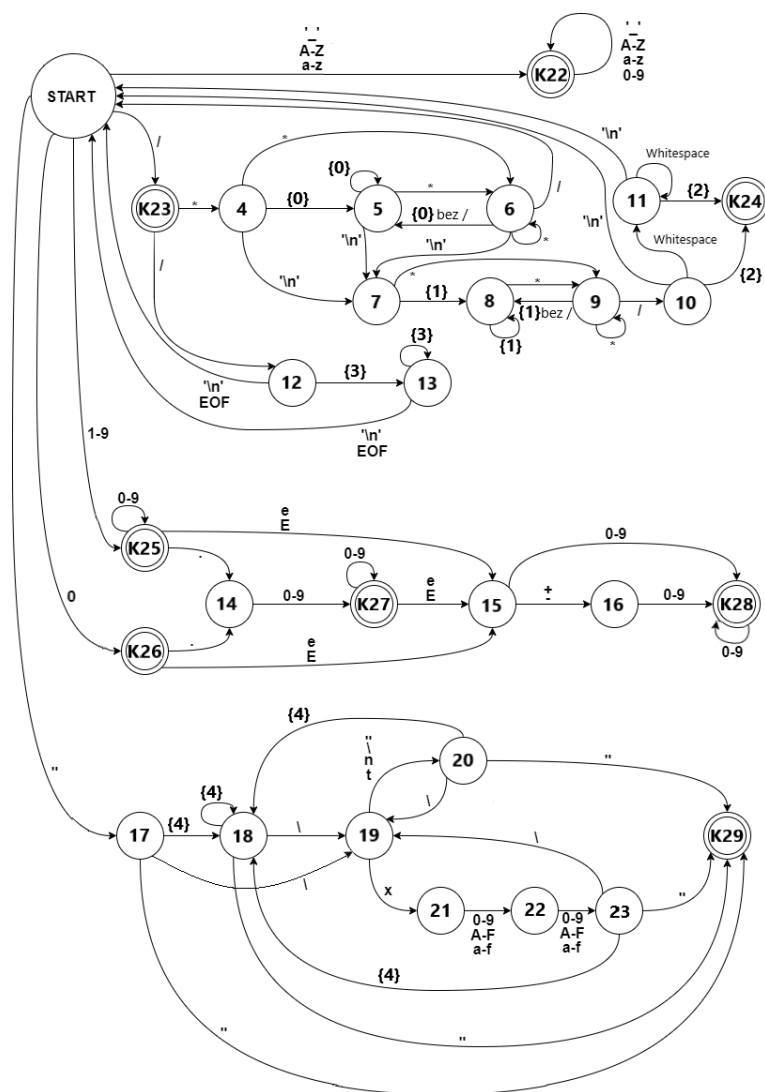 '_'
A-Z
a-z
K22
'_'
A-Z
a-z
0-9
START
/
K23
*
4
*
{0}
{0}
5
*
{0} bez /
6
*
/
'\n'
'\n'
'\n'
7
*
{1}
8
{1}
*
{1} bez /
9
*
/
10
'\n'
Whitespace
11
Whitespace
'\n'
{2}
{2}
K24
/
12
'\n'
EOF
{3}
13
{3}
'\n'
EOF
1-9
0-9
K25
e
E
.
14
0-9
0-9
K27
e
E
15
0-9
+
-
16
0-9
K28
0-9
0
K26
.
e
E
"
17
{4}
{4}
18
\
\
19
{4}
"
\
n
t
20
\
"
x
21
0-9
A-F
a-f
22
0-9
A-F
a-f
23
\
"
K29
{4}
"
"